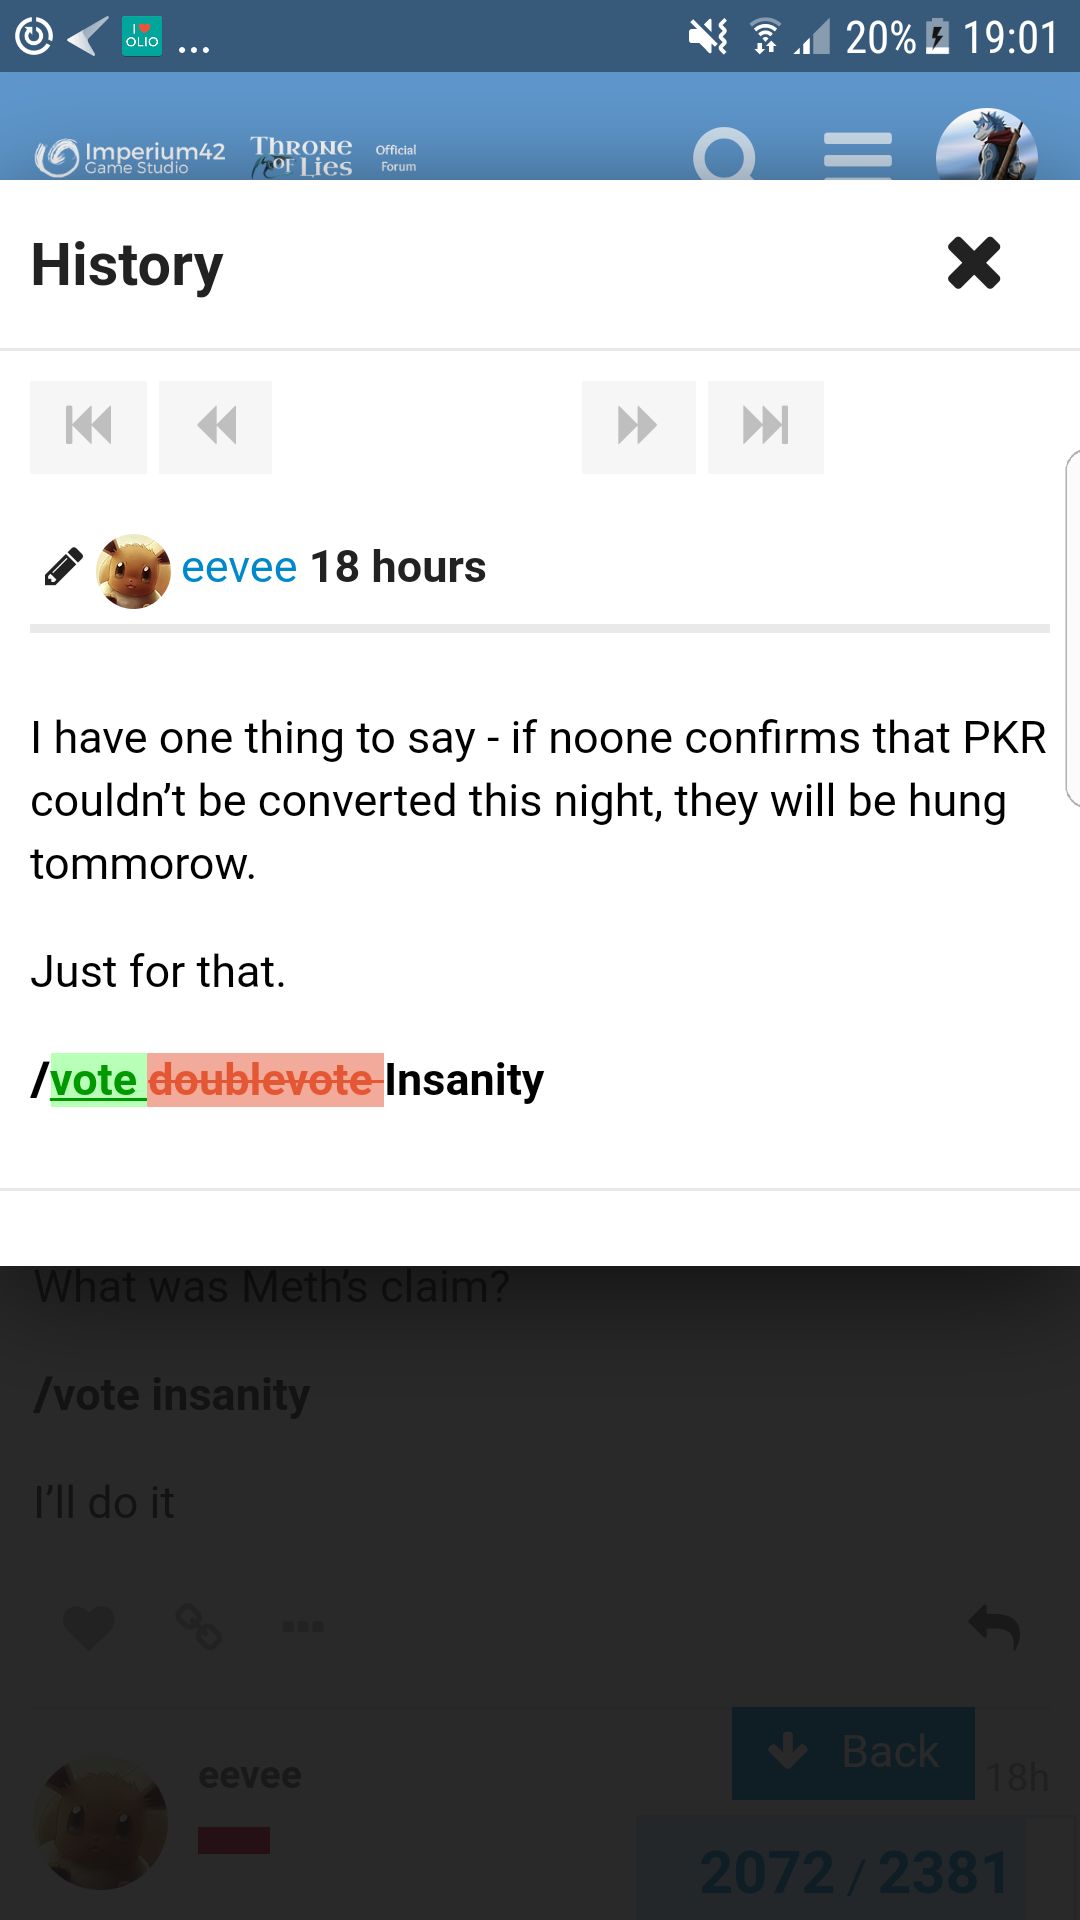 I ♥ OLIO ... 20% 19:01
Imperium42
Game Studio
THRONE OF LIES
Official Forum
History
eevee 18 hours
I have one thing to say - if noone confirms that PKR
couldn't be converted this night, they will be hung
tommorow.
Just for that.
/vote doublevote Insanity
What was Meth's claim?
/vote insanity
I'll do it
eevee
Back
18h
2072 / 2381